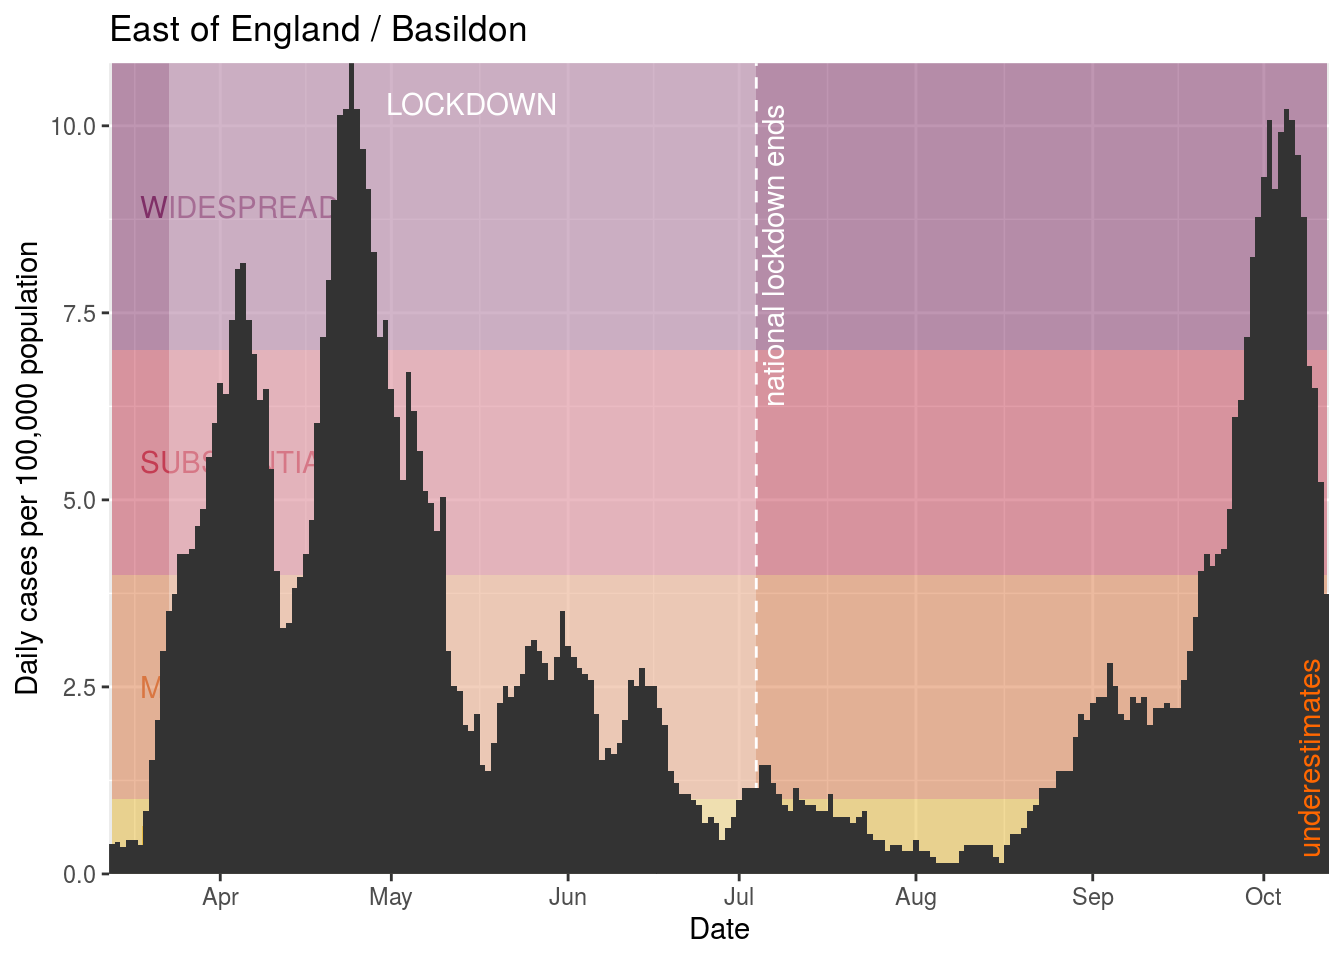 East of England / Basildon
LOCKDOWN
WIDESPREAD
national lockdown ends
underestimates
10.0
7.5
5.0
2.5
0.0
Daily cases per 100,000 population
Apr
May
Jun
Jul
Aug
Sep
Oct
Date